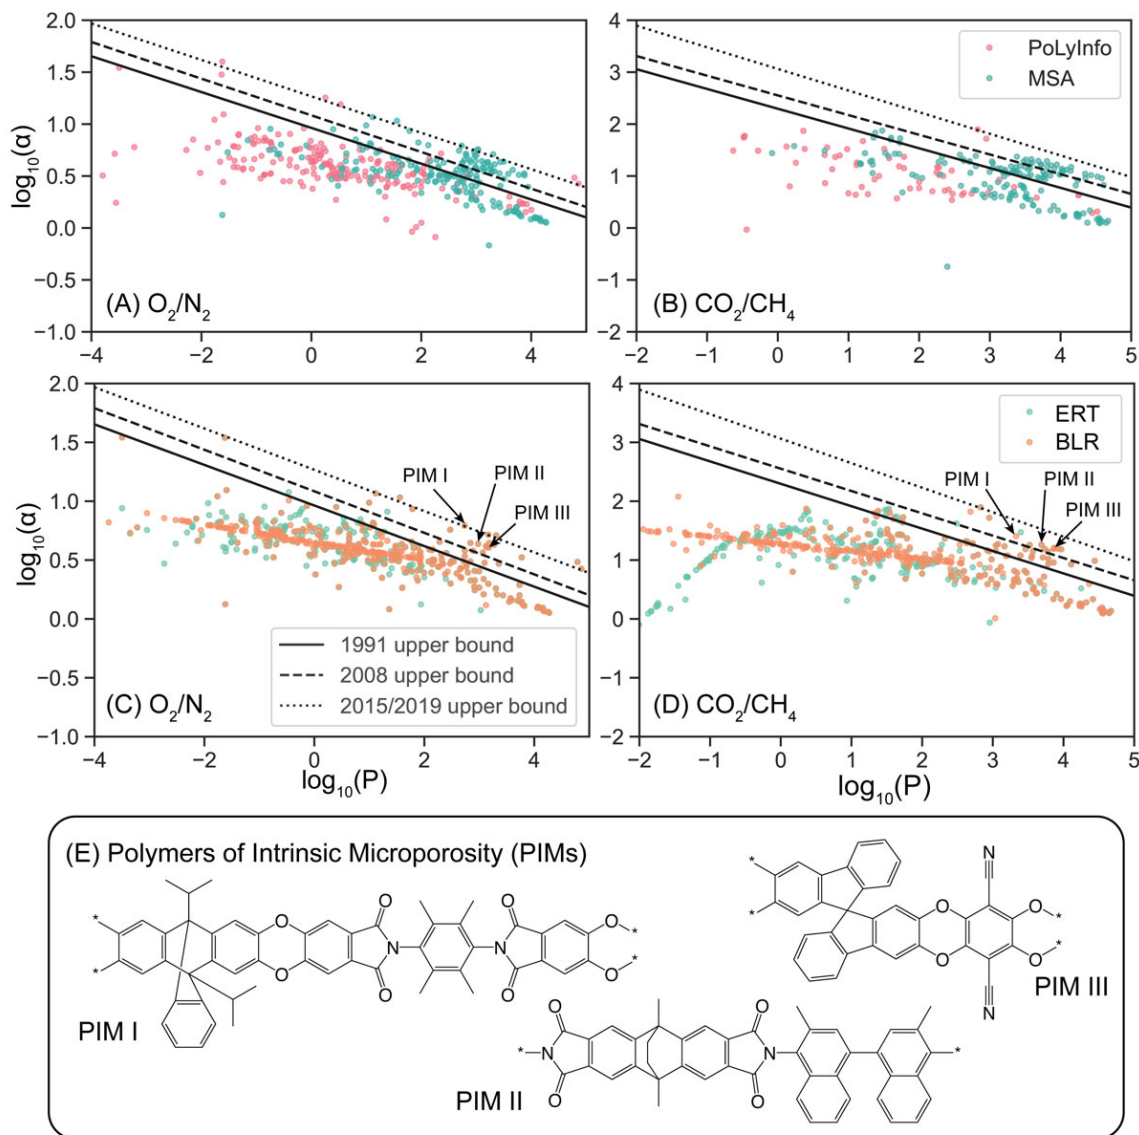 log₁₀(α)
2.0
1.5
1.0
0.5
0.0
−0.5
−1.0
−4
−2
0
2
4
(A) O₂/N₂
4
3
2
1
0
−1
−2
−2
−1
0
1
2
3
4
5
PoLyInfo
MSA
(B) CO₂/CH₄
log₁₀(α)
2.0
1.5
1.0
0.5
0.0
−0.5
−1.0
−4
−2
0
2
4
log₁₀(P)
PIM I
PIM II
PIM III
1991 upper bound
2008 upper bound
2015/2019 upper bound
(C) O₂/N₂
4
3
2
1
0
−1
−2
−2
−1
0
1
2
3
4
5
log₁₀(P)
ERT
BLR
PIM I
PIM II
PIM III
(D) CO₂/CH₄
(E) Polymers of Intrinsic Microporosity (PIMs)
*
*
O
O
O
O
N
O
O
N
O
O
*
*
PIM I
*
N
O
O
O
O
N
*
PIM II
*
*
O
O
N
N
O
O
*
*
PIM III